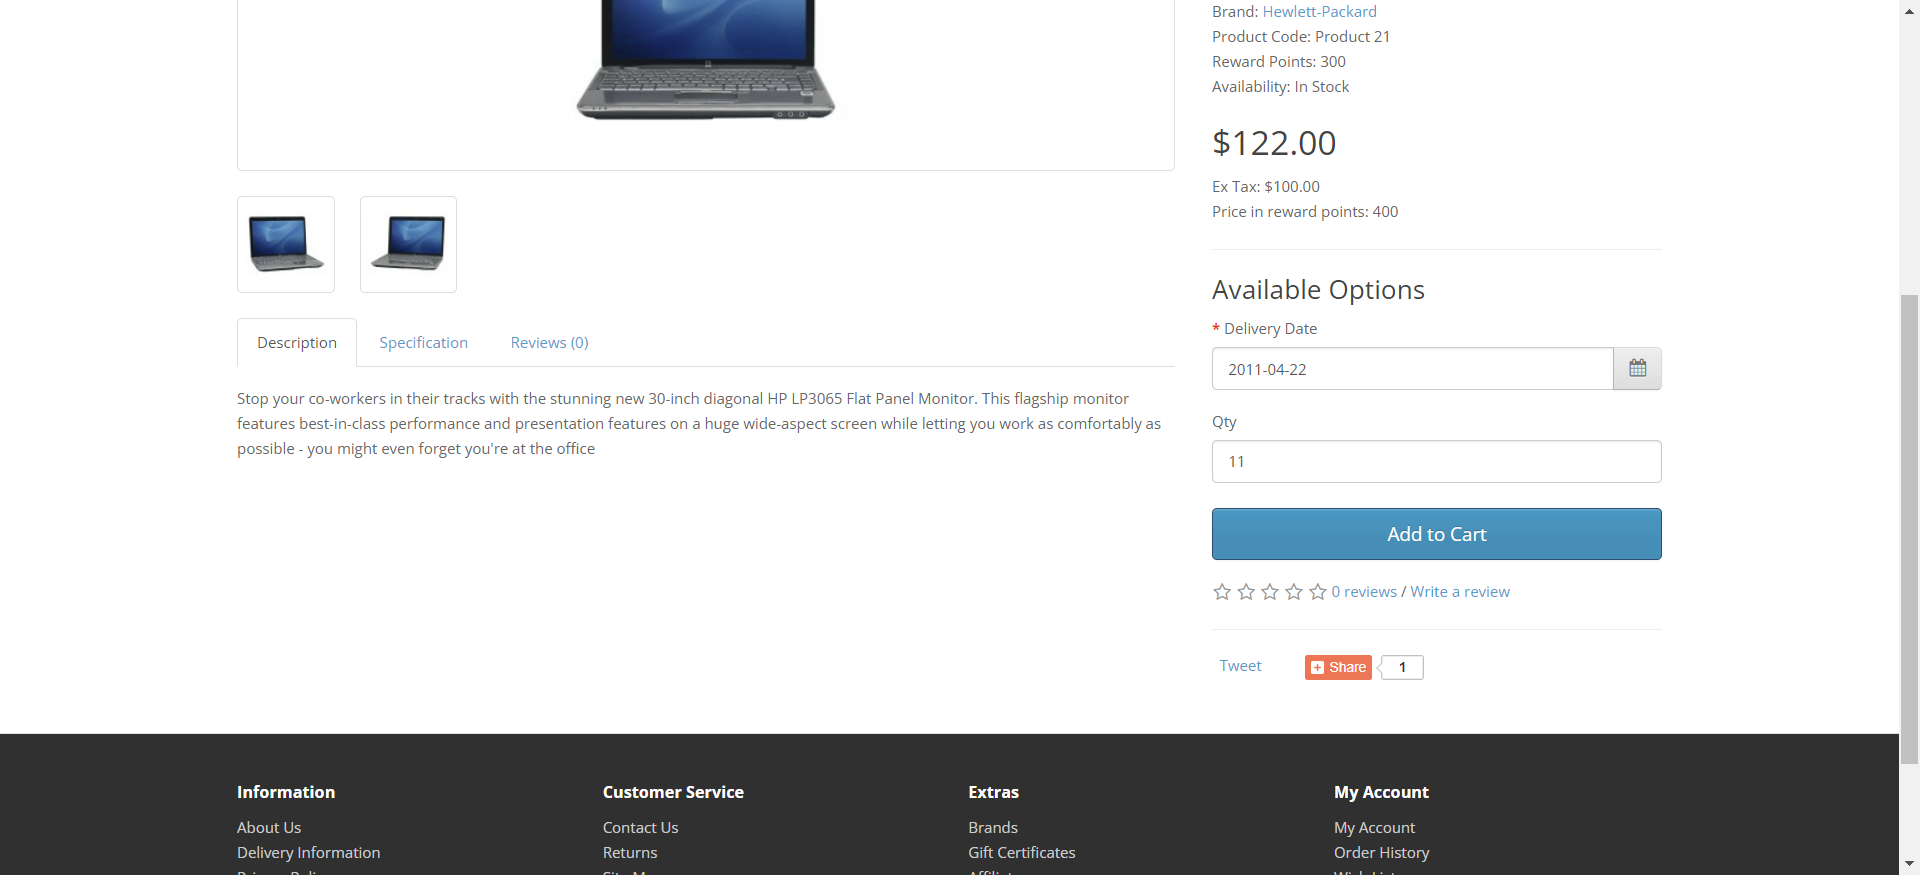 Brand: Hewlett-Packard
Product Code: Product 21
Reward Points: 300
Availability: In Stock
$122.00
Ex Tax: $100.00
Price in reward points: 400
Available Options
* Delivery Date
2011-04-22
Qty
11
Add to Cart
0 reviews / Write a review
Tweet
Share
1
Description
Specification
Reviews (0)
Stop your co-workers in their tracks with the stunning new 30-inch diagonal HP LP3065 Flat Panel Monitor. This flagship monitor
features best-in-class performance and presentation features on a huge wide-aspect screen while letting you work as comfortably as
possible - you might even forget you're at the office
Information
About Us
Delivery Information
Customer Service
Contact Us
Returns
Extras
Brands
Gift Certificates
My Account
My Account
Order History